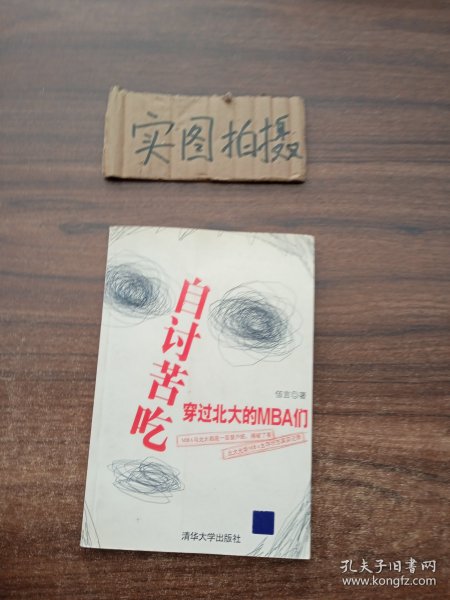 实图拍摄
自讨苦吃
伍言◎著
穿过北大的MBA们
清华大学出版社
孔夫子旧书网
www.kongfz.com